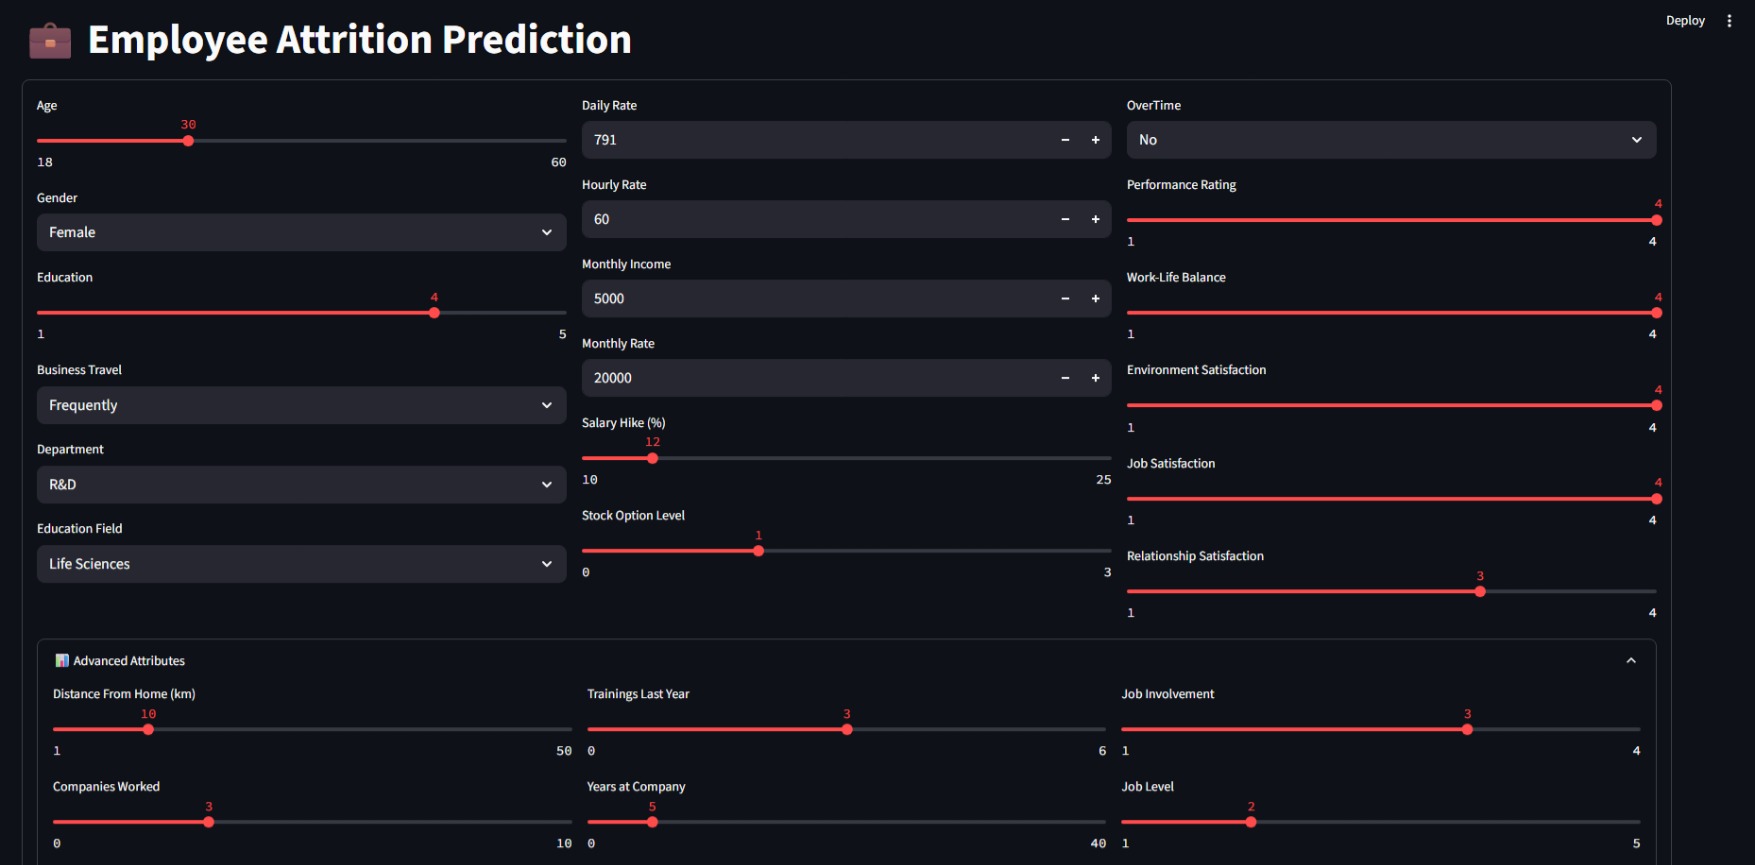 Deploy
Employee Attrition Prediction
Age
30
18 60
Gender
Female
Education
4
1 5
Business Travel
Frequently
Department
R&D
Education Field
Life Sciences
Daily Rate
791
Hourly Rate
60
Monthly Income
5000
Monthly Rate
20000
Salary Hike (%)
12
10 25
Stock Option Level
1
0 3
OverTime
No
Performance Rating
4
1 4
Work-Life Balance
4
1 4
Environment Satisfaction
4
1 4
Job Satisfaction
4
1 4
Relationship Satisfaction
3
1 4
Advanced Attributes
Distance From Home (km)
10
1 50
Companies Worked
3
0 10
Trainings Last Year
3
0 6
Years at Company
5
0 40
Job Involvement
3
1 4
Job Level
2
1 5